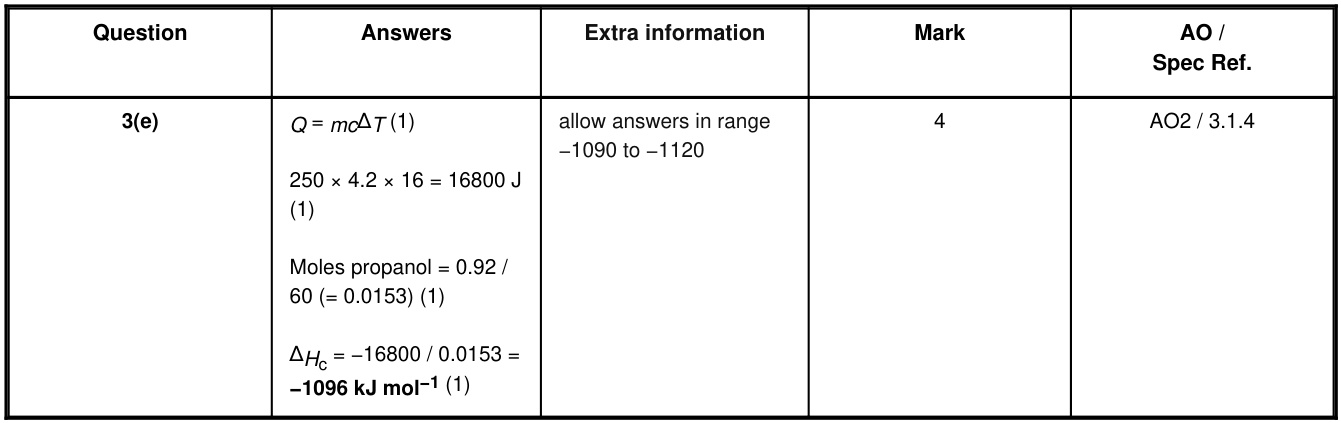 Question Answers Extra information Mark AO /
Spec Ref.
3(e)
Q = mcΔT (1)
250 × 4.2 × 16 = 16800 J
(1)
Moles propanol = 0.92 /
60 (= 0.0153) (1)
ΔHc = −16800 / 0.0153 =
−1096 kJ mol⁻¹ (1)
allow answers in range
−1090 to −1120
4
AO2 / 3.1.4